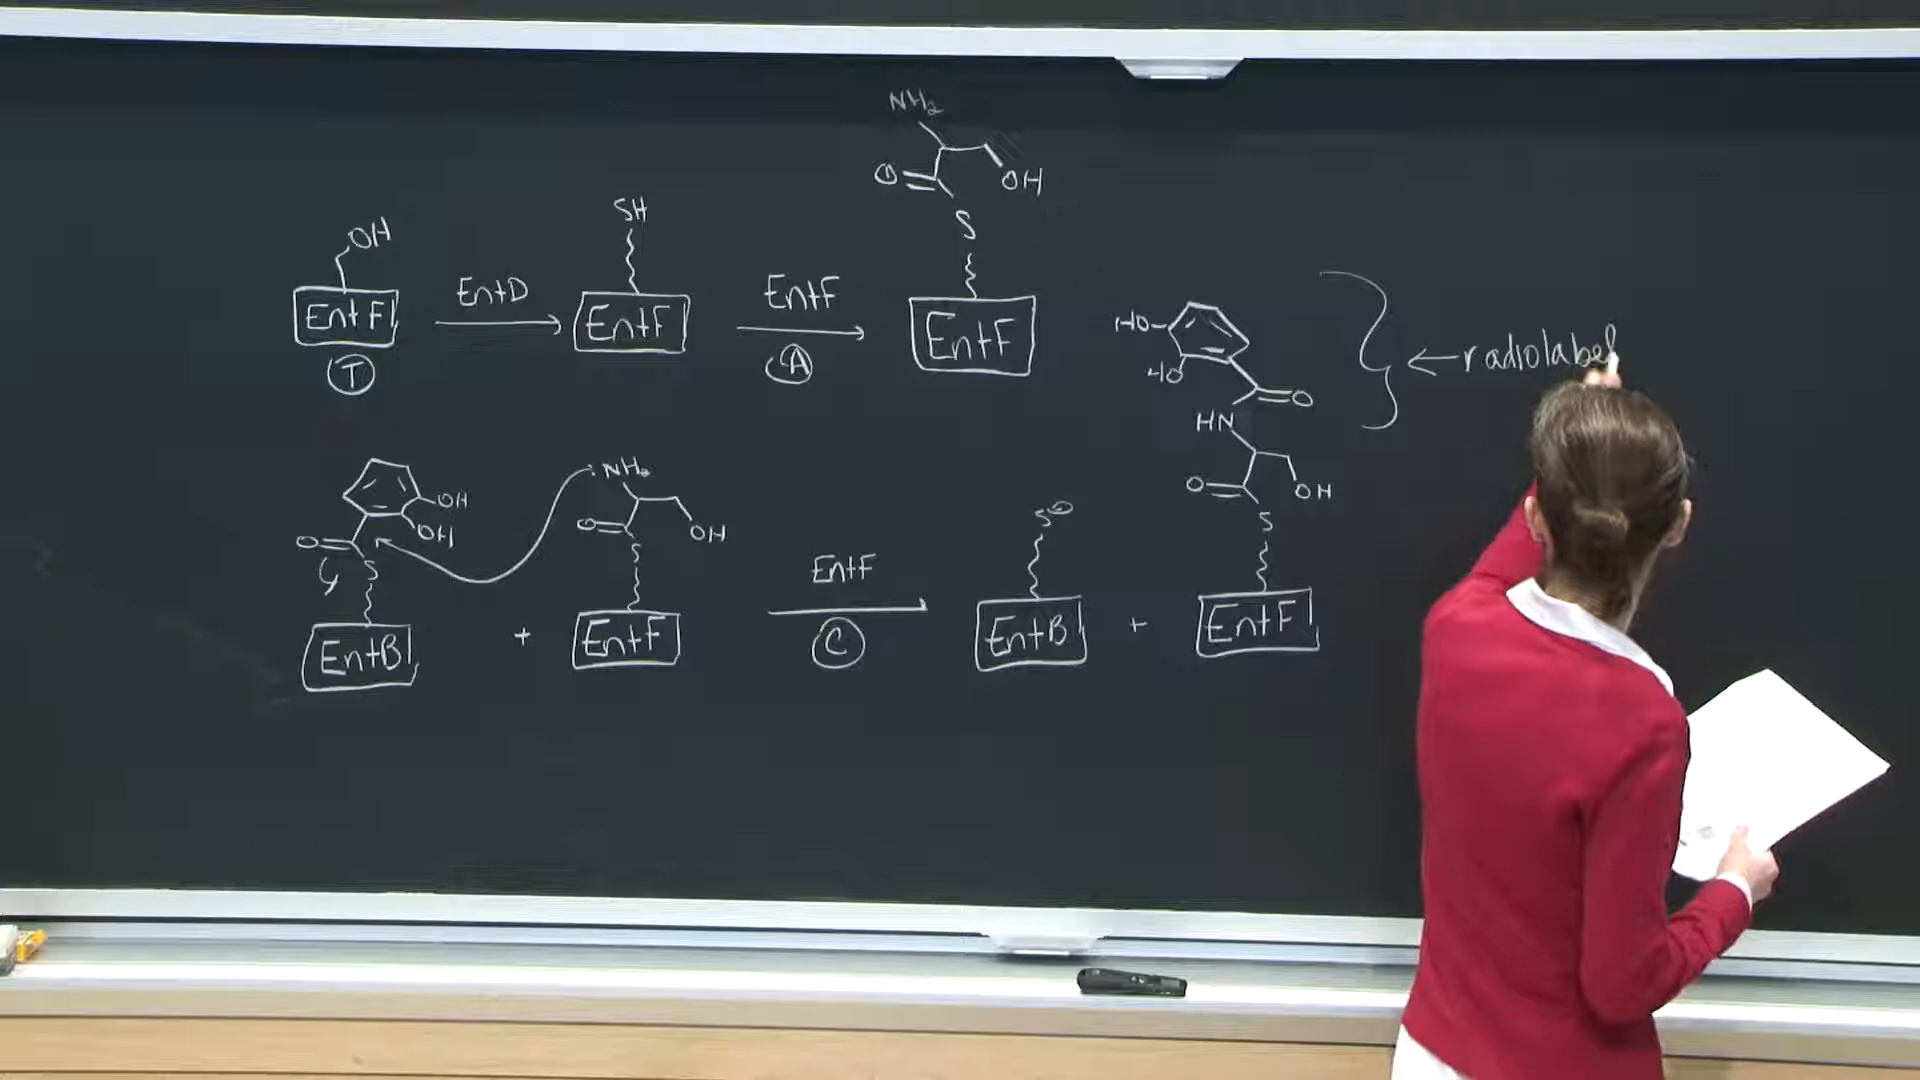 NH₂
O
OH
S
OH
EntF
T
EntD
SH
EntF
EntF
A
EntF
HO
HO
O
HN
O
OH
S
EntF
← radiolabel
OH
OH
O
S
EntB
+
:NH₂
O
OH
S
EntF
EntF
C
S⊖
EntB
+